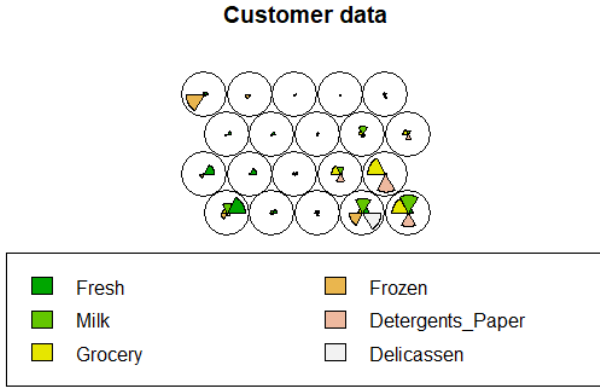 Customer data
Fresh
Milk
Grocery
Frozen
Detergents_Paper
Delicassen